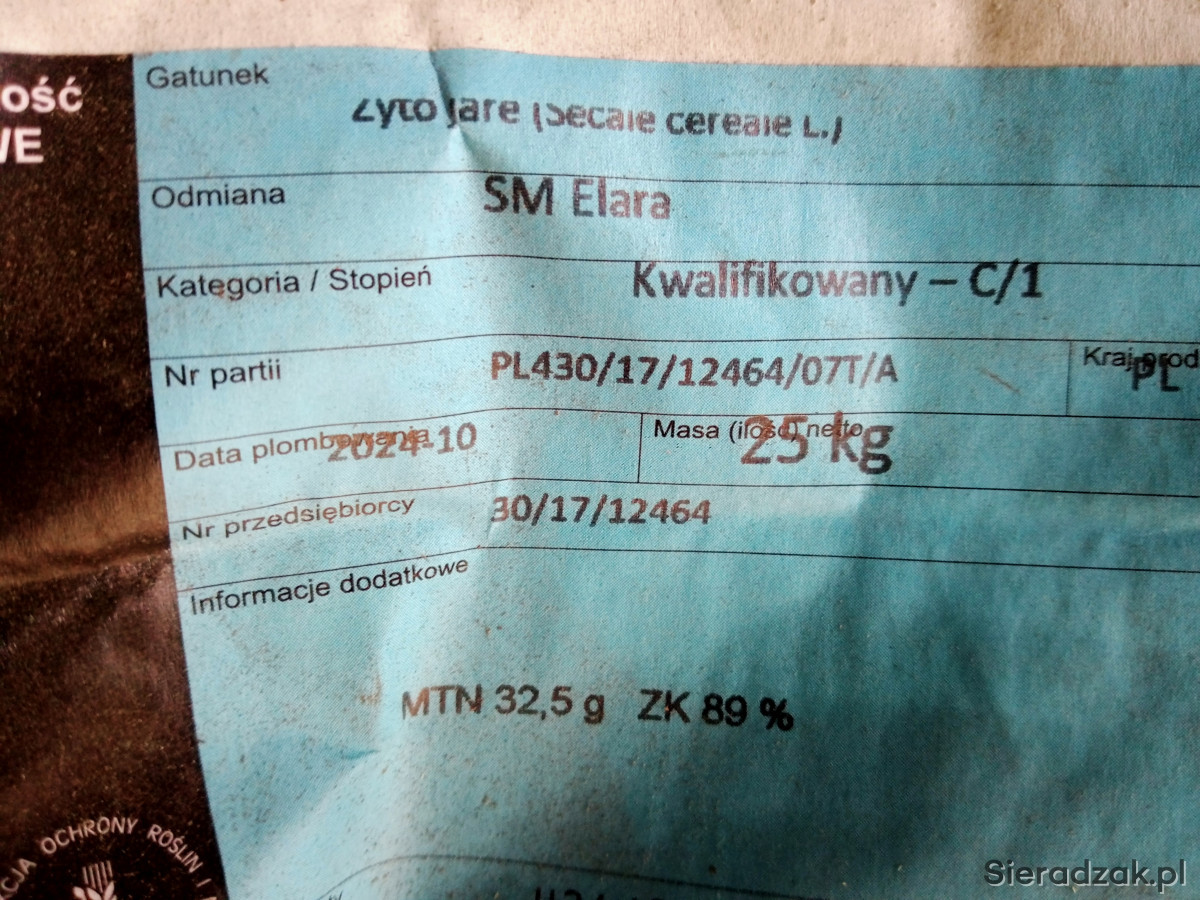 OŚĆ
WE
Gatunek
Żyto jare (Secale cereale L.)
Odmiana SM Elara
Kategoria / Stopień Kwalifikowany – C/1
Nr partii PL430/17/12464/07T/A Kraj prod PL
Data plombowania 2024-10 Masa (ilość) netto 25 kg
Nr przedsiębiorcy 30/17/12464
Informacje dodatkowe
MTN 32,5 g ZK 89 %
CJA OCHRONY ROŚLIN I
Sieradzak.pl